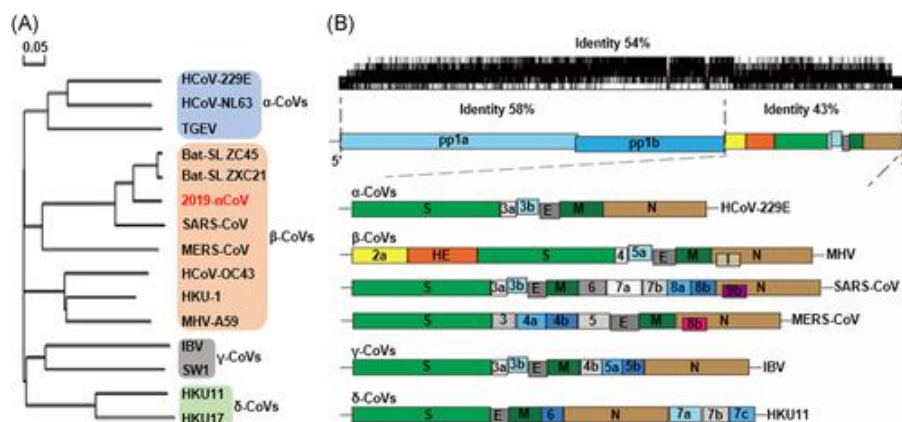 (A)
0.05
HCoV-229E
HCoV-NL63
α-CoVs
TGEV
Bat-SL ZC45
Bat-SL ZXC21
2019-nCoV
SARS-CoV
β-CoVs
MERS-CoV
HCoV-OC43
HKU-1
MHV-A59
IBV
γ-CoVs
SW1
HKU11
δ-CoVs
HKU17
(B)
Identity 54%
Identity 58% Identity 43%
pp1a pp1b
5'
3'
α-CoVs
S 3a 3b E M N HCoV-229E
β-CoVs
2a HE S 4 5a E M I N MHV
S 3a 3b E M 6 7a 7b 8a 8b 9b N SARS-CoV
S 3 4a 4b 5 E M 8b N MERS-CoV
γ-CoVs
S 3a 3b E M 4b 5a 5b N IBV
δ-CoVs
S E M 6 N 7a 7b 7c HKU11